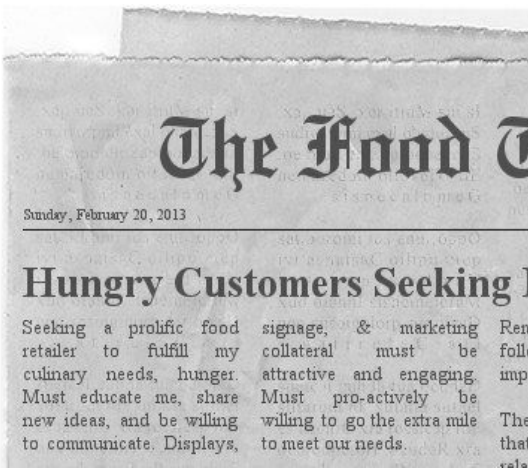 The Food
Sunday, February 20, 2013
Hungry Customers Seeking
Seeking a prolific food
retailer to fulfill my
culinary needs, hunger.
Must educate me, share
new ideas, and be willing
to communicate. Displays,
signage, & marketing
collateral must be
attractive and engaging.
Must pro-actively be
willing to go the extra mile
to meet our needs.
The